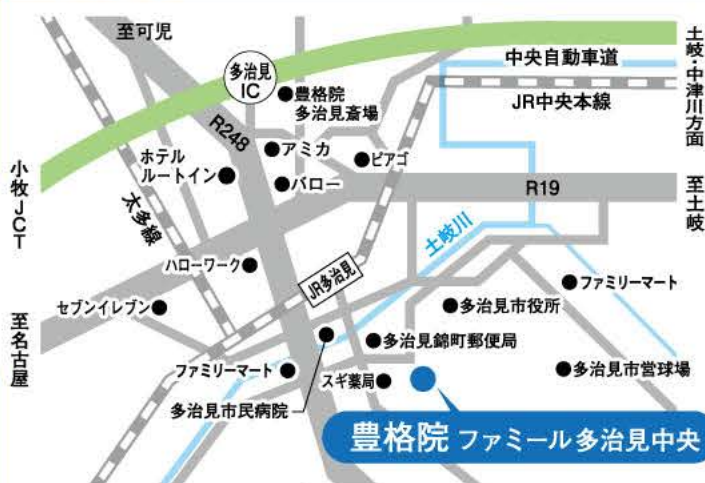 至可児
多治見
IC
豊格院
多治見斎場
中央自動車道
JR中央本線
土岐・中津川方面
R248
アミカ
ピアゴ
ホテル
ルートイン
バロー
R19
小牧JCT
太多線
至土岐
土岐川
ハローワーク
JR多治見
ファミリーマート
セブンイレブン
多治見市役所
至名古屋
多治見錦町郵便局
ファミリーマート
スギ薬局
多治見市営球場
多治見市民病院
豊格院 ファミール多治見中央